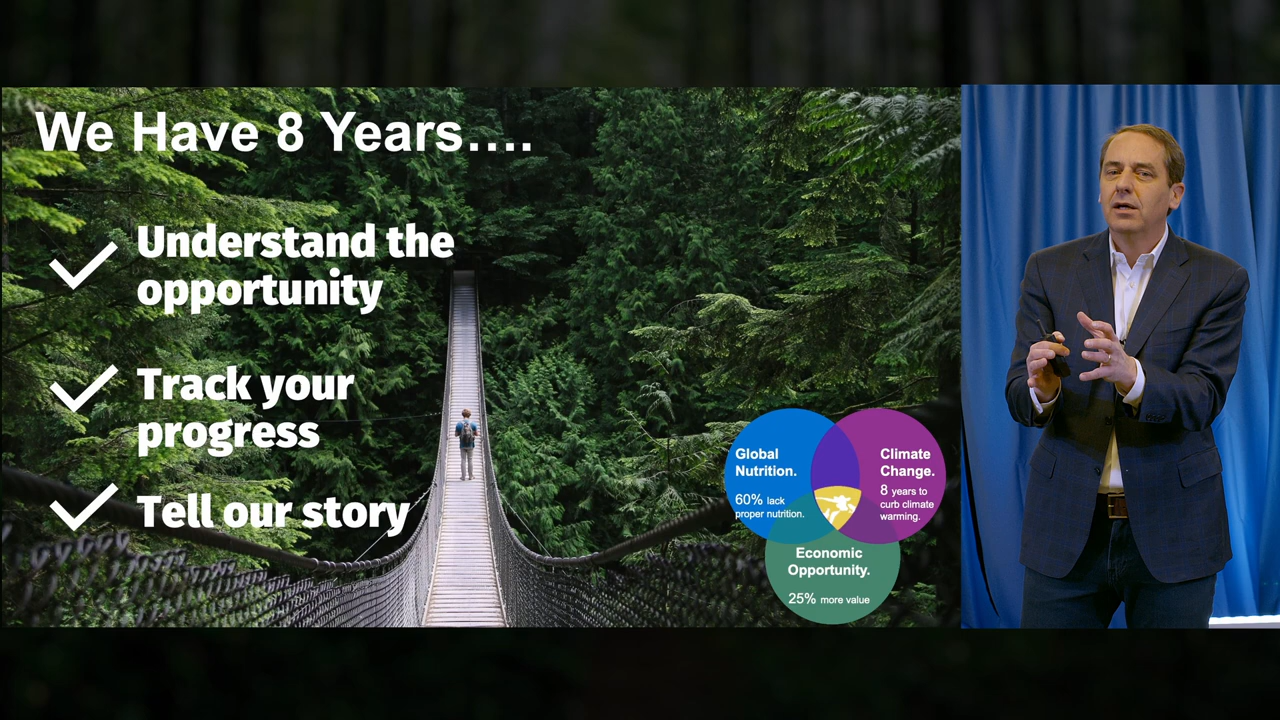 We Have 8 Years....
Understand the
opportunity
Track your
progress
Tell our story
Global
Nutrition.
60% lack
proper nutrition.
Climate
Change.
8 years to
curb climate
warming.
Economic
Opportunity.
25% more value